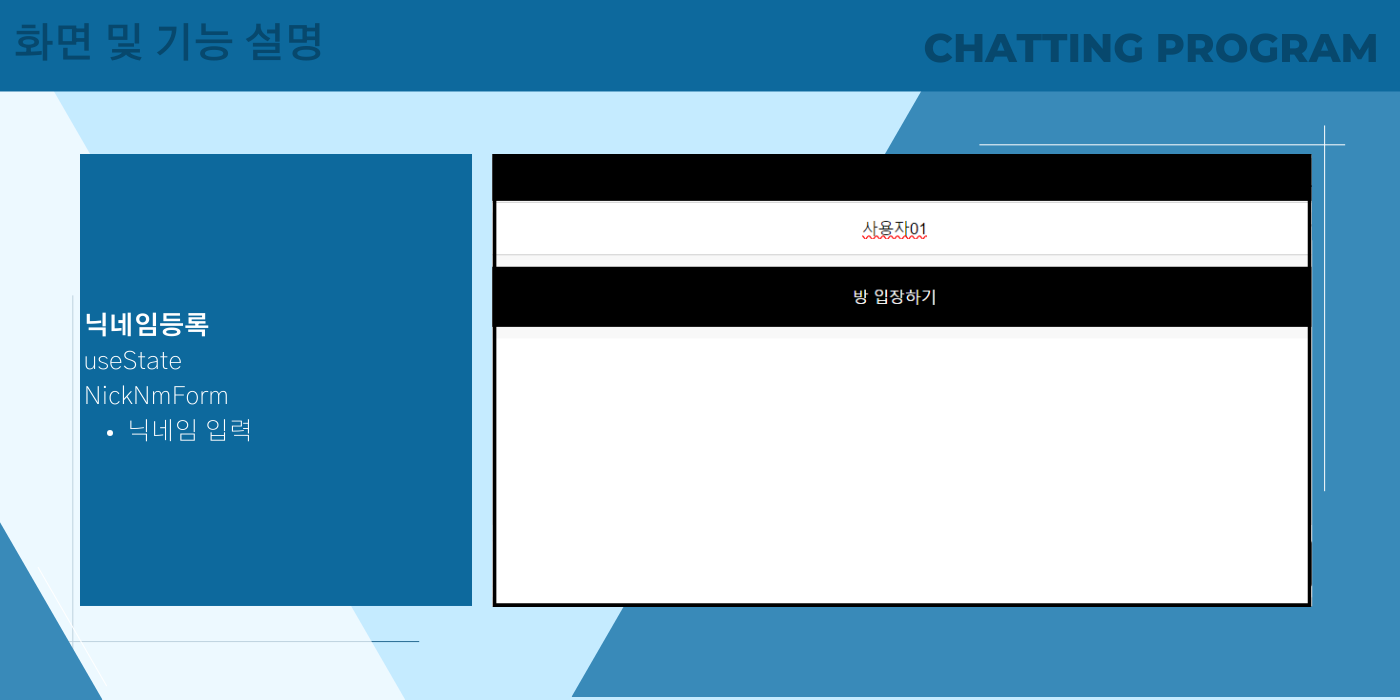 화면 및 기능 설명
CHATTING PROGRAM
닉네임등록
useState
NickNmForm
• 닉네임 입력
사용자01
방 입장하기